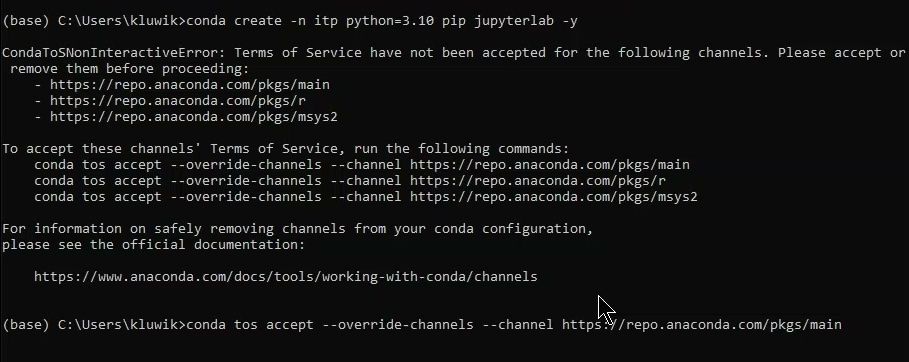 (base) C:\Users\kluwik>conda create -n itp python=3.10 pip jupyterlab -y
CondaToSNonInteractiveError: Terms of Service have not been accepted for the following channels. Please accept or
 remove them before proceeding:
    - https://repo.anaconda.com/pkgs/main
    - https://repo.anaconda.com/pkgs/r
    - https://repo.anaconda.com/pkgs/msys2
To accept these channels' Terms of Service, run the following commands:
    conda tos accept --override-channels --channel https://repo.anaconda.com/pkgs/main
    conda tos accept --override-channels --channel https://repo.anaconda.com/pkgs/r
    conda tos accept --override-channels --channel https://repo.anaconda.com/pkgs/msys2
For information on safely removing channels from your conda configuration,
please see the official documentation:
    https://www.anaconda.com/docs/tools/working-with-conda/channels
(base) C:\Users\kluwik>conda tos accept --override-channels --channel https://repo.anaconda.com/pkgs/main